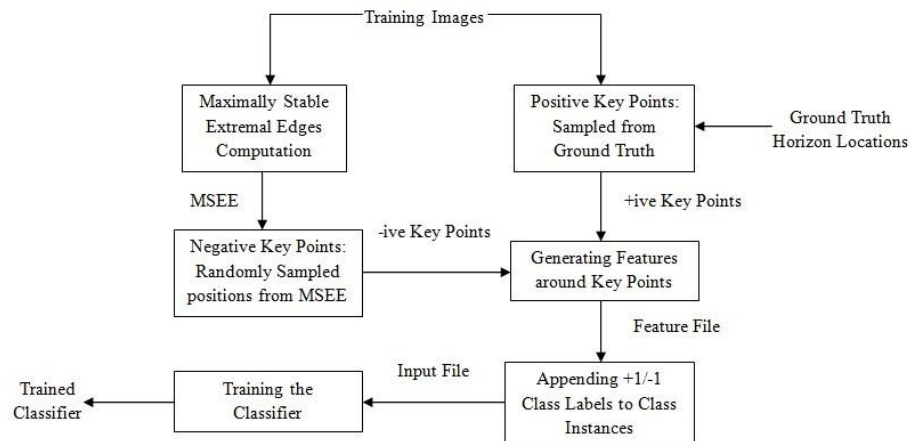 Training Images
Maximally Stable
Extremal Edges
Computation
Positive Key Points:
Sampled from
Ground Truth
Ground Truth
Horizon Locations
MSEE
+ive Key Points
Negative Key Points:
Randomly Sampled
positions from MSEE
-ive Key Points
Generating Features
around Key Points
Feature File
Appending +1/-1
Class Labels to Class
Instances
Input File
Training the
Classifier
Trained
Classifier